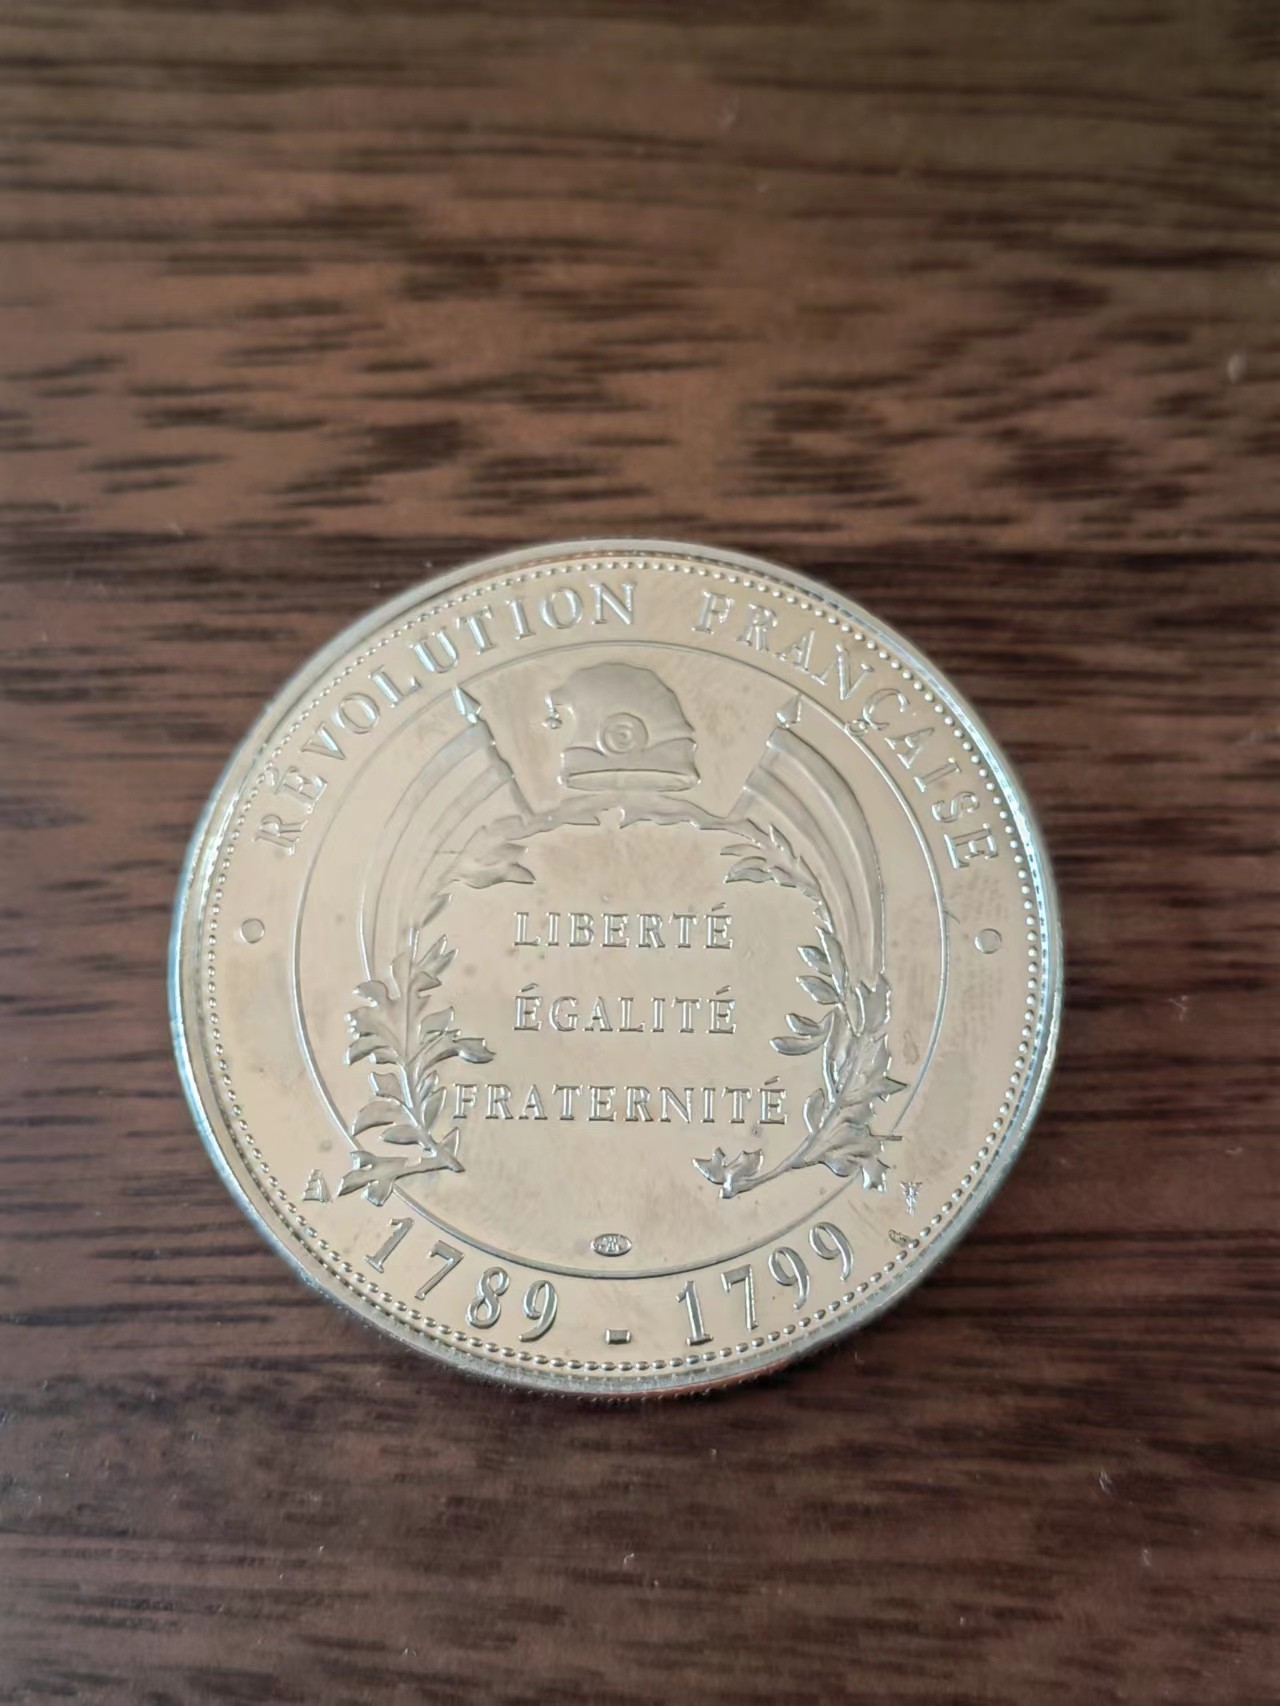 RÉVOLUTION FRANÇAISE
LIBERTÉ
ÉGALITÉ
FRATERNITÉ
1789 - 1799